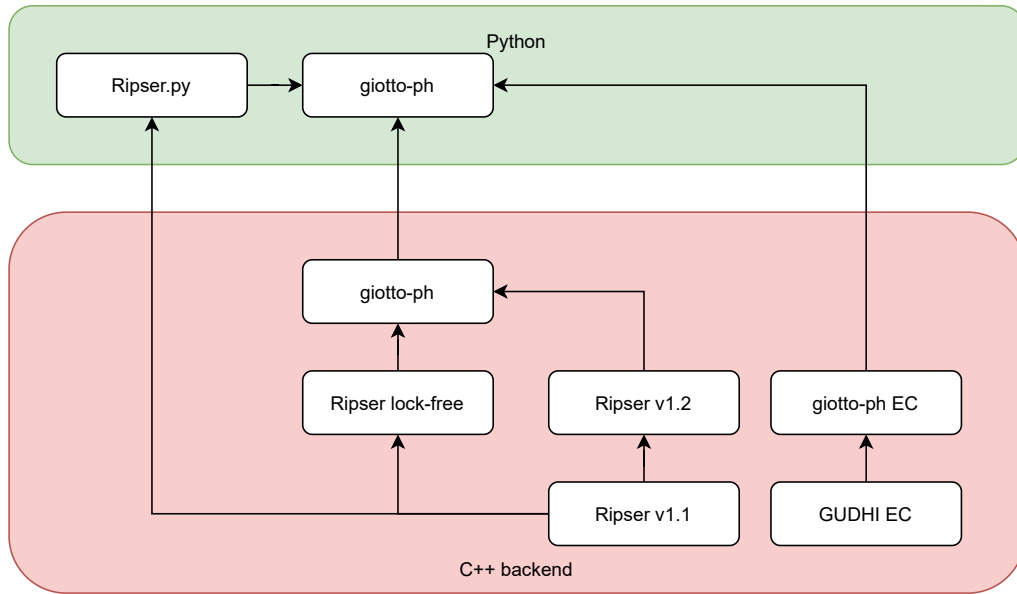 Python
Ripser.py
giotto-ph
giotto-ph
Ripser lock-free
Ripser v1.2
giotto-ph EC
Ripser v1.1
GUDHI EC
C++ backend